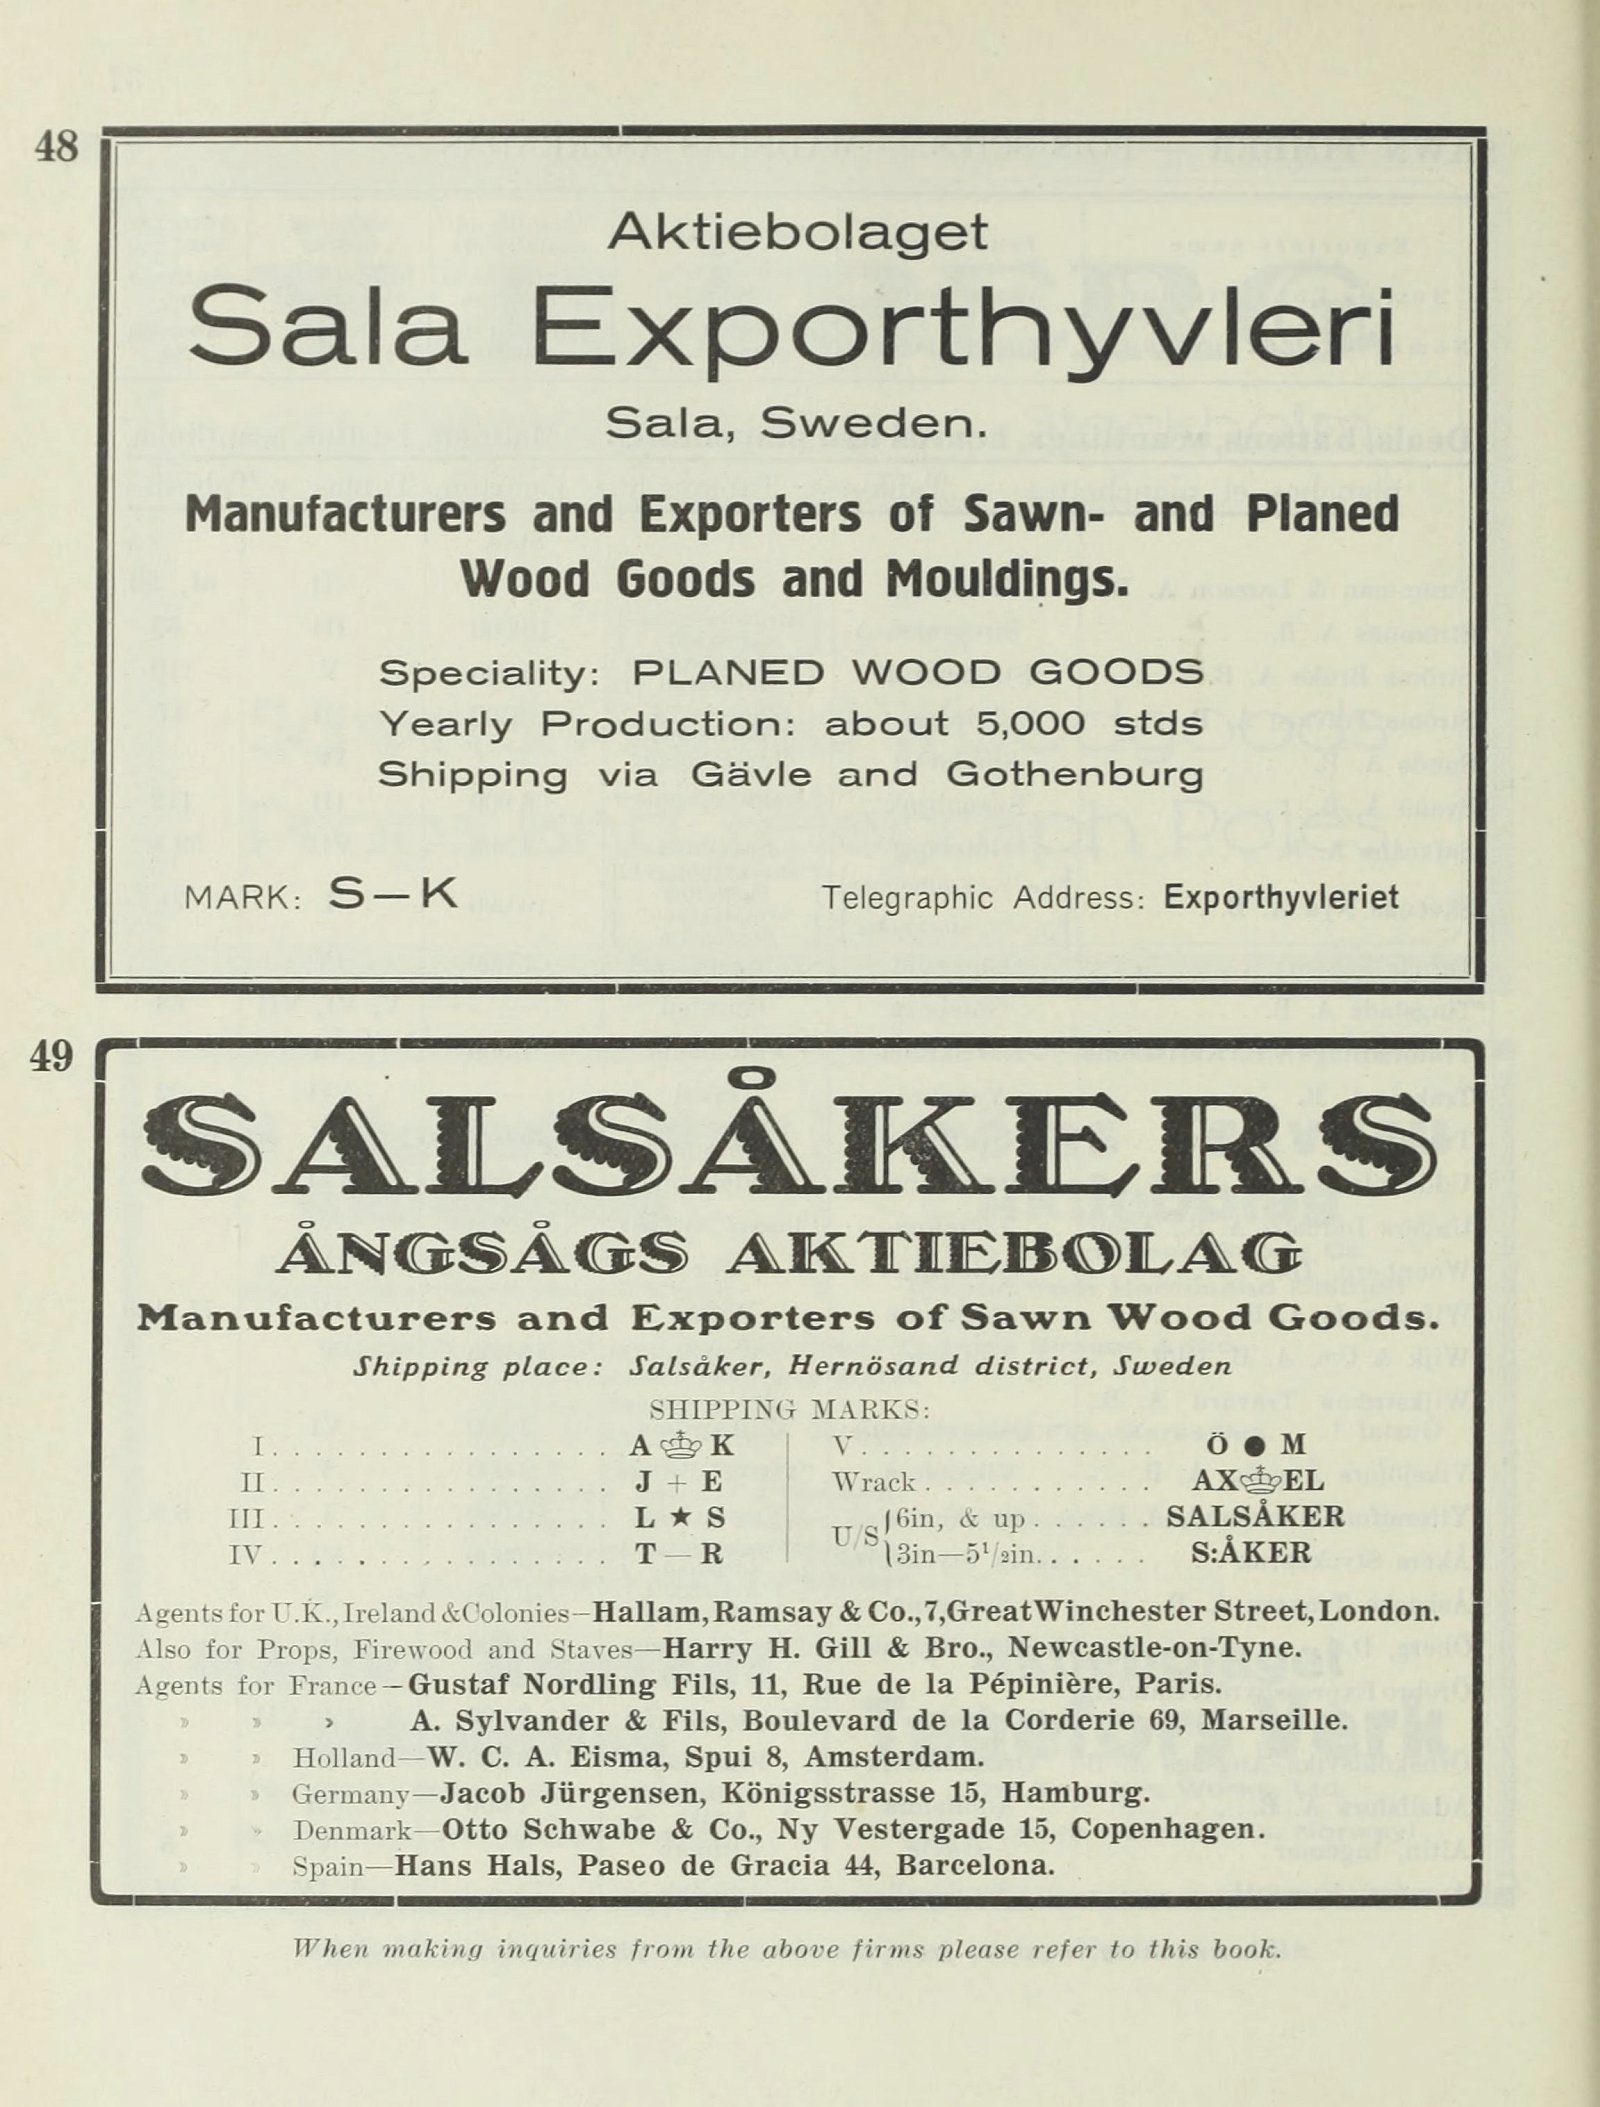 48
Aktiebolaget
Sala Exporthyvleri
Sala, Sweden.
Manufacturers and Exporters of Sawn- and Planed
Wood Goods and Mouldings.
Speciality: PLANED WOOD GOODS
Yearly Production: about 5,000 stds
Shipping via Gävle and Gothenburg
MARK: S—K Telegraphic Address: Exporthyvleriet
49
SALSÅKERS
ÅNGSÅGS AKTIEBOLAG
Manufacturers and Exporters of Sawn Wood Goods.
Shipping place: Salsåker, Hernösand district, Sweden
SHIPPING MARKS:
I. . . . . . . . . . . . . . . . . A K
II. . . . . . . . . . . . . . . . . J + E
III. . . . . . . . . . . . . . . . . L ★ S
IV. . . . . . . . . . . . . . . . . T — R
V. . . . . . . . . . . . . . . Ö ● M
Wrack. . . . . . . . . . . . AX EL
U/S 6in, & up. . . . . . SALSÅKER
3in—5 1/2in. . . . . . S:ÅKER
Agents for U.K., Ireland & Colonies—Hallam, Ramsay & Co., 7, Great Winchester Street, London.
Also for Props, Firewood and Staves—Harry H. Gill & Bro., Newcastle-on-Tyne.
Agents for France—Gustaf Nordling Fils, 11, Rue de la Pépinière, Paris.
» » » A. Sylvander & Fils, Boulevard de la Corderie 69, Marseille.
» » Holland—W. C. A. Eisma, Spui 8, Amsterdam.
» » Germany—Jacob Jürgensen, Königsstrasse 15, Hamburg.
» » Denmark—Otto Schwabe & Co., Ny Vestergade 15, Copenhagen.
» » Spain—Hans Hals, Paseo de Gracia 44, Barcelona.
When making inquiries from the above firms please refer to this book.